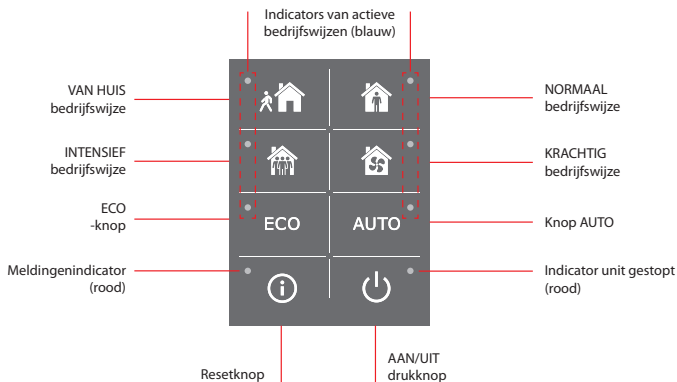 Indicators van actieve
bedrijfswijzen (blauw)
VAN HUIS
bedrijfswijze
NORMAAL
bedrijfswijze
INTENSIEF
bedrijfswijze
KRACHTIG
bedrijfswijze
ECO
-knop
ECO
AUTO
Knop AUTO
Meldingenindicator
(rood)
Indicator unit gestopt
(rood)
Resetknop
AAN/UIT
drukknop